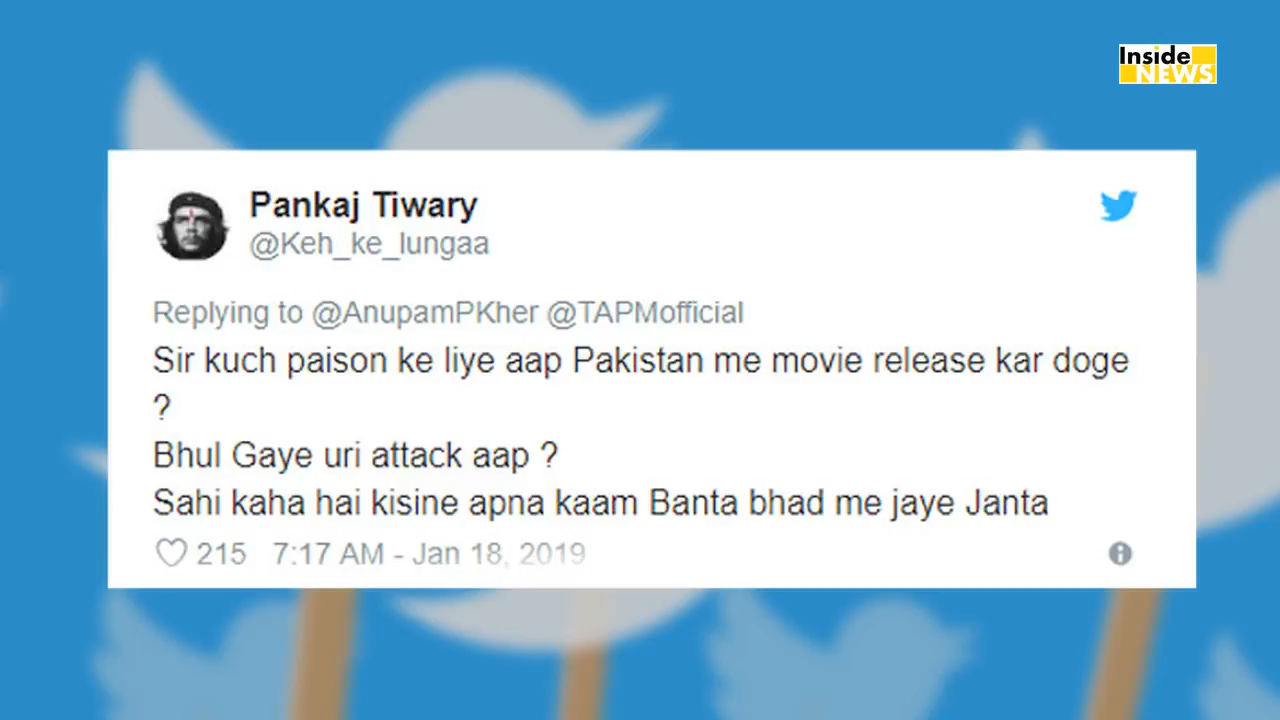 Inside
NEWS
Pankaj Tiwary
@Keh_ke_lungaa
Replying to @AnupamPKher @TAPMofficial
Sir kuch paison ke liye aap Pakistan me movie release kar doge
?
Bhul Gaye uri attack aap ?
Sahi kaha hai kisine apna kaam Banta bhad me jaye Janta
215 7:17 AM - Jan 18, 2019